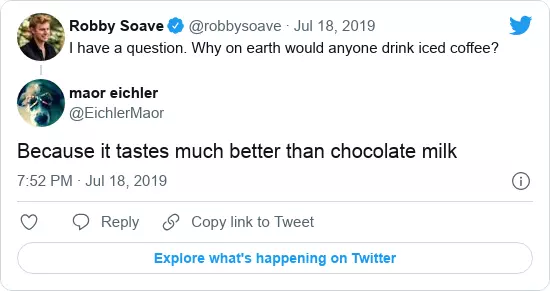 Robby Soave @robbysoave · Jul 18, 2019
I have a question. Why on earth would anyone drink iced coffee?
maor eichler
@EichlerMaor
Because it tastes much better than chocolate milk
7:52 PM · Jul 18, 2019
Reply Copy link to Tweet
Explore what's happening on Twitter